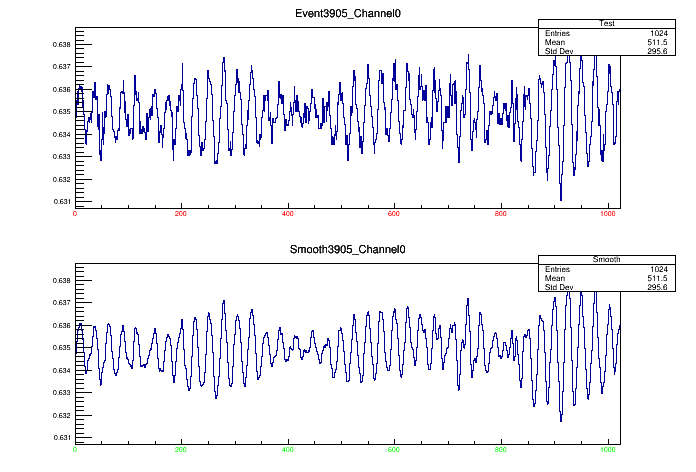 Event3905_Channel0
Test
Entries 1024
Mean 511.5
Std Dev 295.6
0.638
0.637
0.636
0.635
0.634
0.633
0.632
0.631
0 200 400 600 800 1000
Smooth3905_Channel0
Smooth
Entries 1024
Mean 511.5
Std Dev 295.6
0.638
0.637
0.636
0.635
0.634
0.633
0.632
0.631
0 200 400 600 800 1000